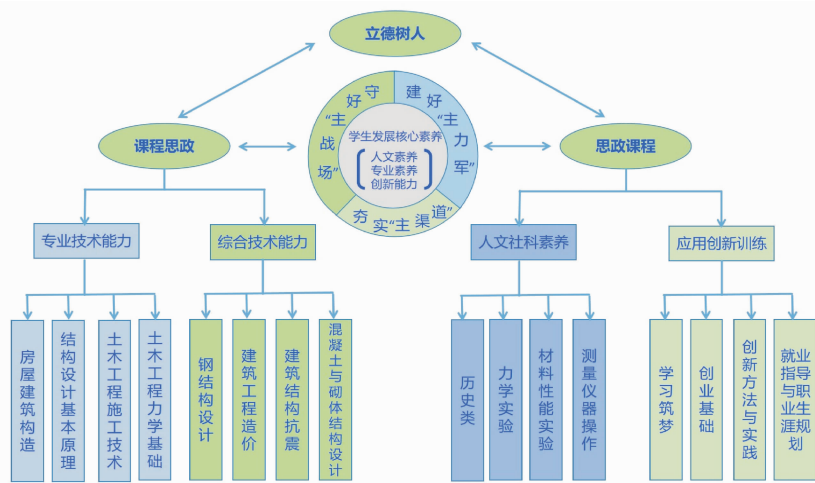 立德树人
守好“主战场”
建好“主力军”
夯实“主渠道”
学生发展核心素养
人文素养
专业素养
创新能力
课程思政
思政课程
专业技术能力
综合技术能力
人文社科素养
应用创新训练
房屋建筑构造
结构设计基本原理
土木工程施工技术
土木工程力学基础
钢结构设计
建筑工程造价
建筑结构抗震
混凝土与砌体结构设计
历史类
力学实验
材料性能实验
测量仪器操作
学习筑梦
创业基础
创新方法与实践
就业指导与职业生涯规划